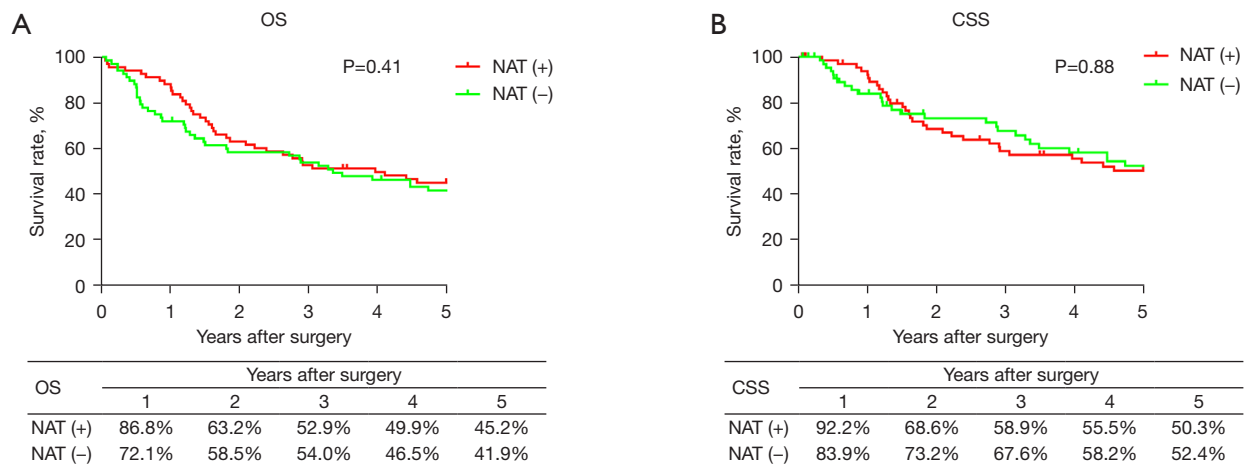 A
OS
100
80
60
40
20
0
Survival rate, %
P=0.41
NAT (+)
NAT (–)
0 1 2 3 4 5
Years after surgery
OS
Years after surgery
1 2 3 4 5
NAT (+) 86.8% 63.2% 52.9% 49.9% 45.2%
NAT (–) 72.1% 58.5% 54.0% 46.5% 41.9%
B
CSS
100
80
60
40
20
0
Survival rate, %
P=0.88
NAT (+)
NAT (–)
0 1 2 3 4 5
Years after surgery
CSS
Years after surgery
1 2 3 4 5
NAT (+) 92.2% 68.6% 58.9% 55.5% 50.3%
NAT (–) 83.9% 73.2% 67.6% 58.2% 52.4%